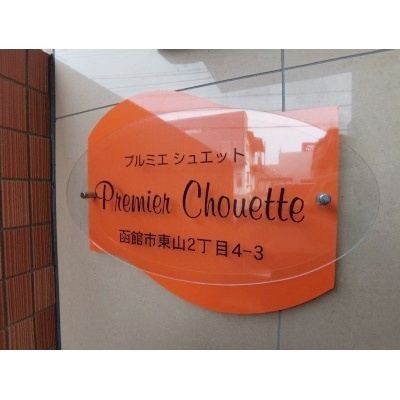 プルミエ シュエット
Premier Chouette
函館市東山2丁目4-3